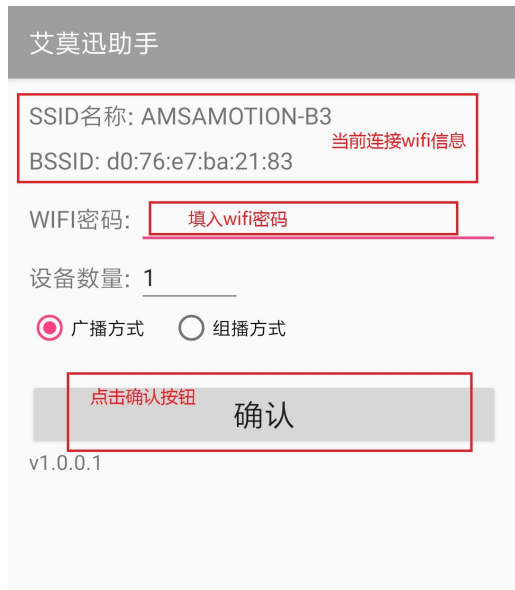 艾莫迅助手
SSID名称: AMSAMOTION-B3
当前连接wifi信息
BSSID: d0:76:e7:ba:21:83
WIFI密码: 填入wifi密码
设备数量: 1
广播方式 组播方式
点击确认按钮
确认
v1.0.0.1